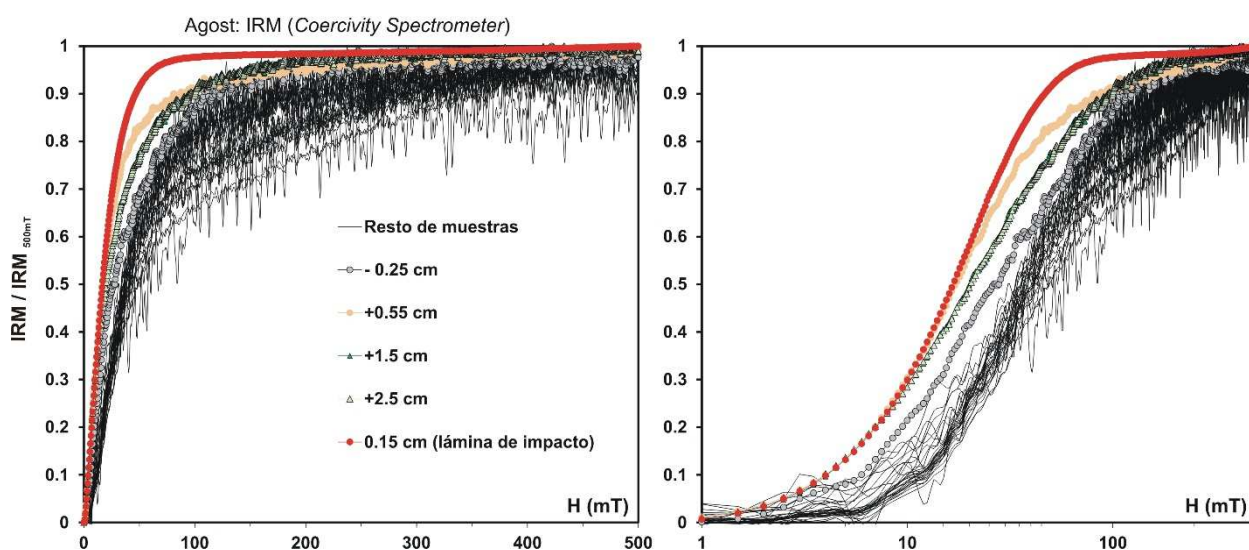 Agost: IRM (Coercivity Spectrometer)
IRM / IRM 500mT
1
0.9
0.8
0.7
0.6
0.5
0.4
0.3
0.2
0.1
0
Resto de muestras
- 0.25 cm
+0.55 cm
+1.5 cm
+2.5 cm
0.15 cm (lámina de impacto)
H (mT)
0 100 200 300 400 500
1
0.9
0.8
0.7
0.6
0.5
0.4
0.3
0.2
0.1
0
H (mT)
1 10 100